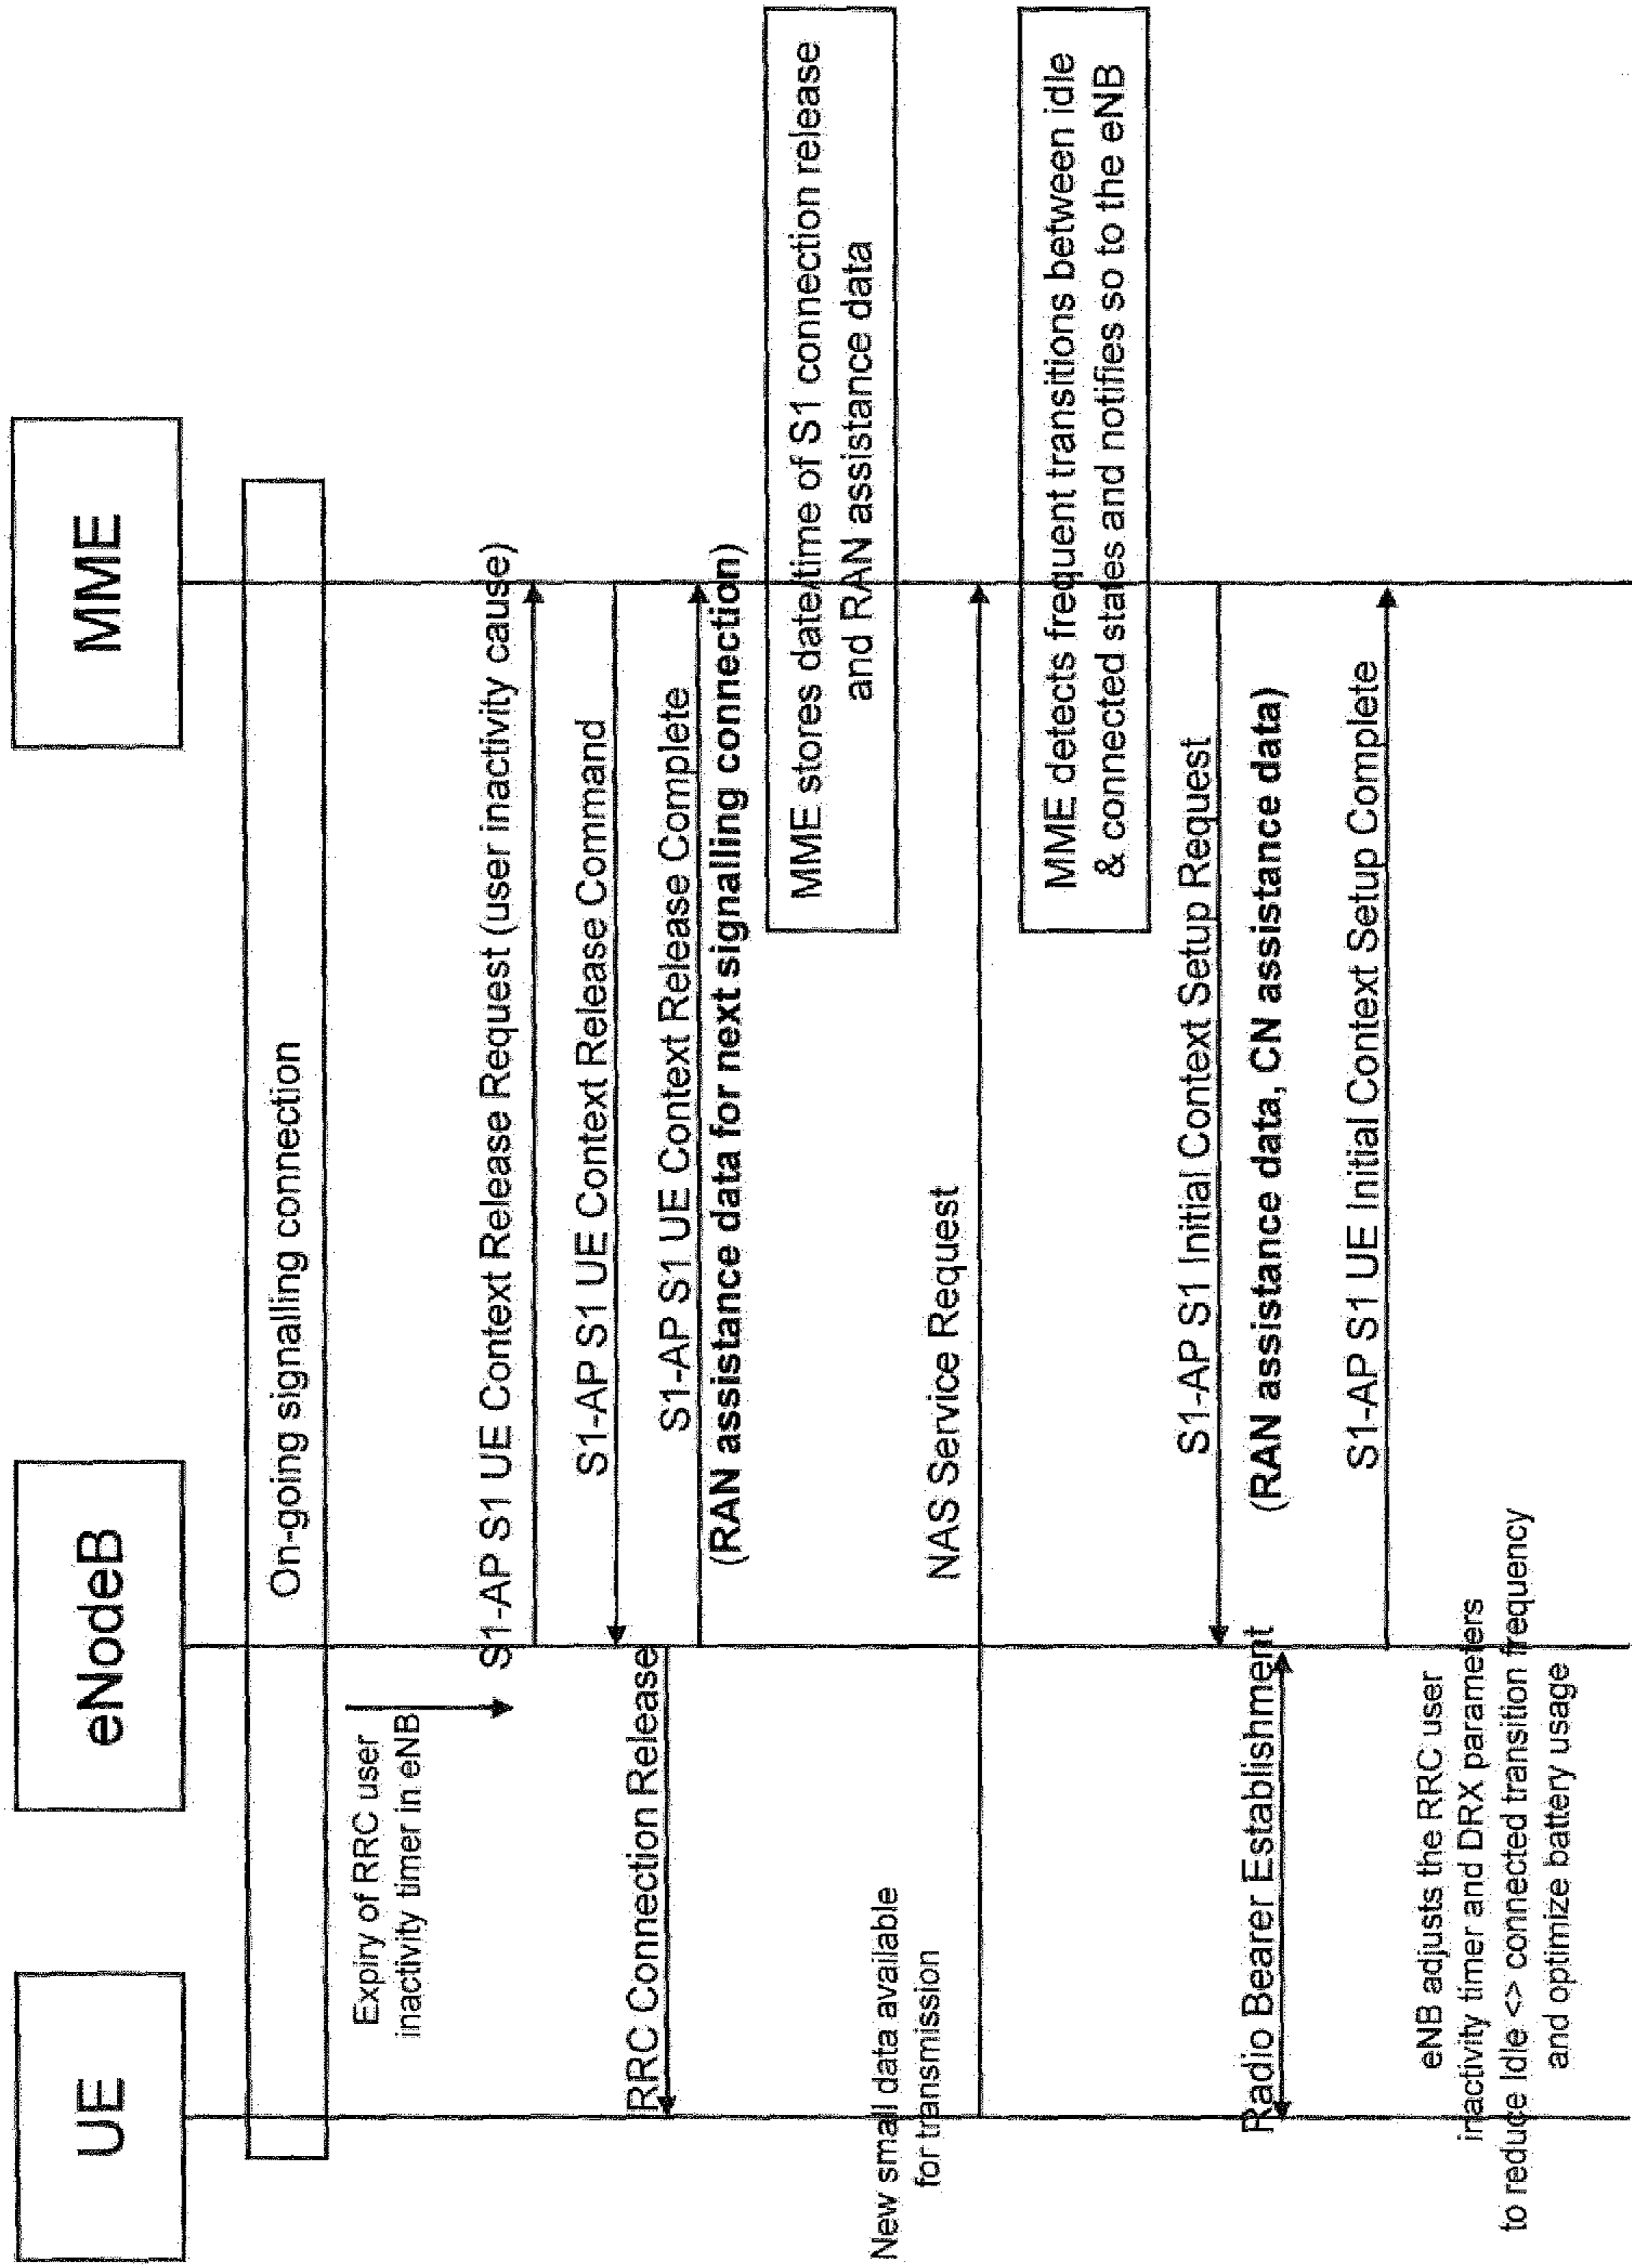 UE
eNodeB
MME
On-going signalling connection
Expiry of RRC user
inactivity timer in eNB
S1-AP S1 UE Context Release Request (user inactivity cause)
S1-AP S1 UE Context Release Command
RRC Connection Release
S1-AP S1 UE Context Release Complete
(RAN assistance data for next signalling connection)
MME stores date/time of S1 connection release
and RAN assistance data
New small data available
for transmission
NAS Service Request
MME detects frequent transitions between idle
& connected states and notifies so to the eNB
S1-AP S1 Initial Context Setup Request
(RAN assistance data, CN assistance data)
Radio Bearer Establishment
S1-AP S1 UE Initial Context Setup Complete
eNB adjusts the RRC user
inactivity timer and DRX parameters
to reduce Idle <> connected transition frequency
and optimize battery usage